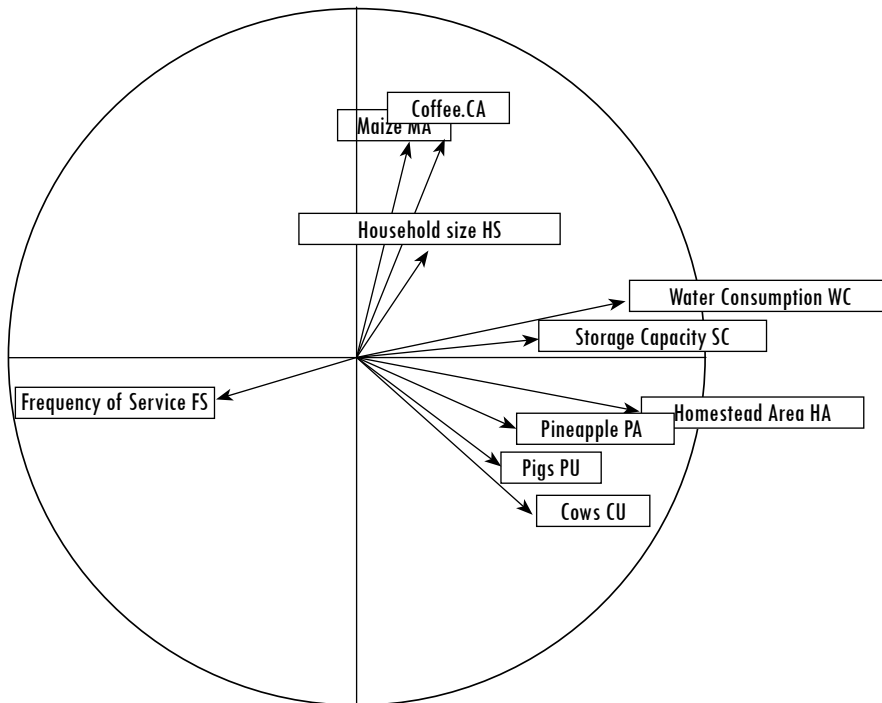 Coffee.CA
Maize MA
Household size HS
Water Consumption WC
Storage Capacity SC
Frequency of Service FS
Homestead Area HA
Pineapple PA
Pigs PU
Cows CU